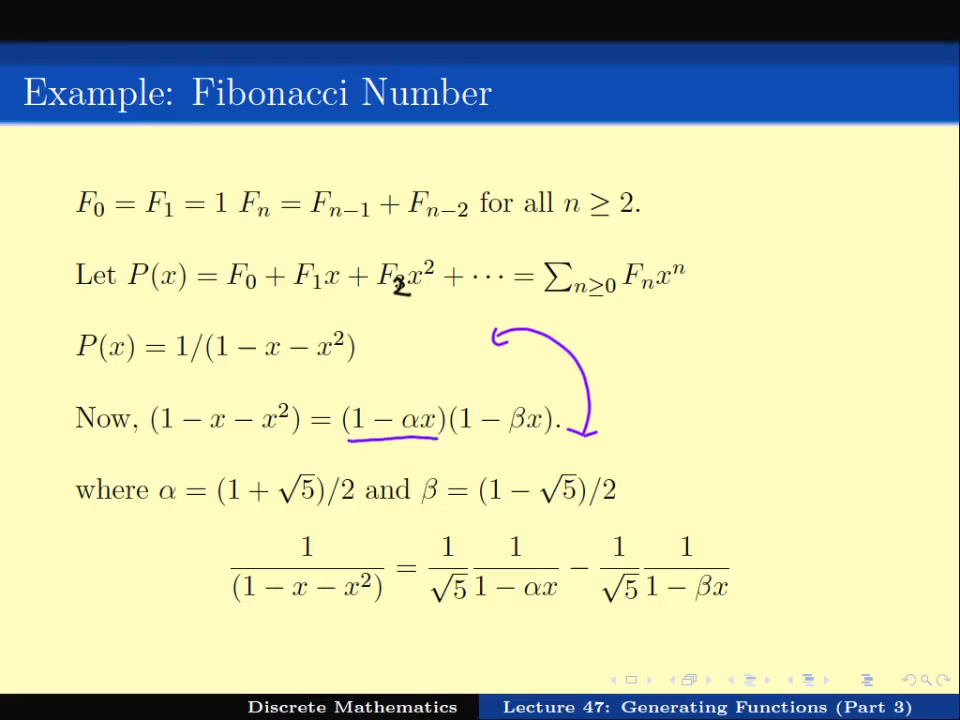 Example: Fibonacci Number
F₀ = F₁ = 1 Fₙ = Fₙ₋₁ + Fₙ₋₂ for all n ≥ 2.
Let P(x) = F₀ + F₁x + F₂x² + ··· = ∑ₙ≥₀ Fₙxⁿ
P(x) = 1/(1 − x − x²)
Now, (1 − x − x²) = (1 − αx)(1 − βx).
where α = (1 + √5)/2 and β = (1 − √5)/2
1/(1 − x − x²) = 1/√5 1/(1 − αx) − 1/√5 1/(1 − βx)
Discrete Mathematics Lecture 47: Generating Functions (Part 3)